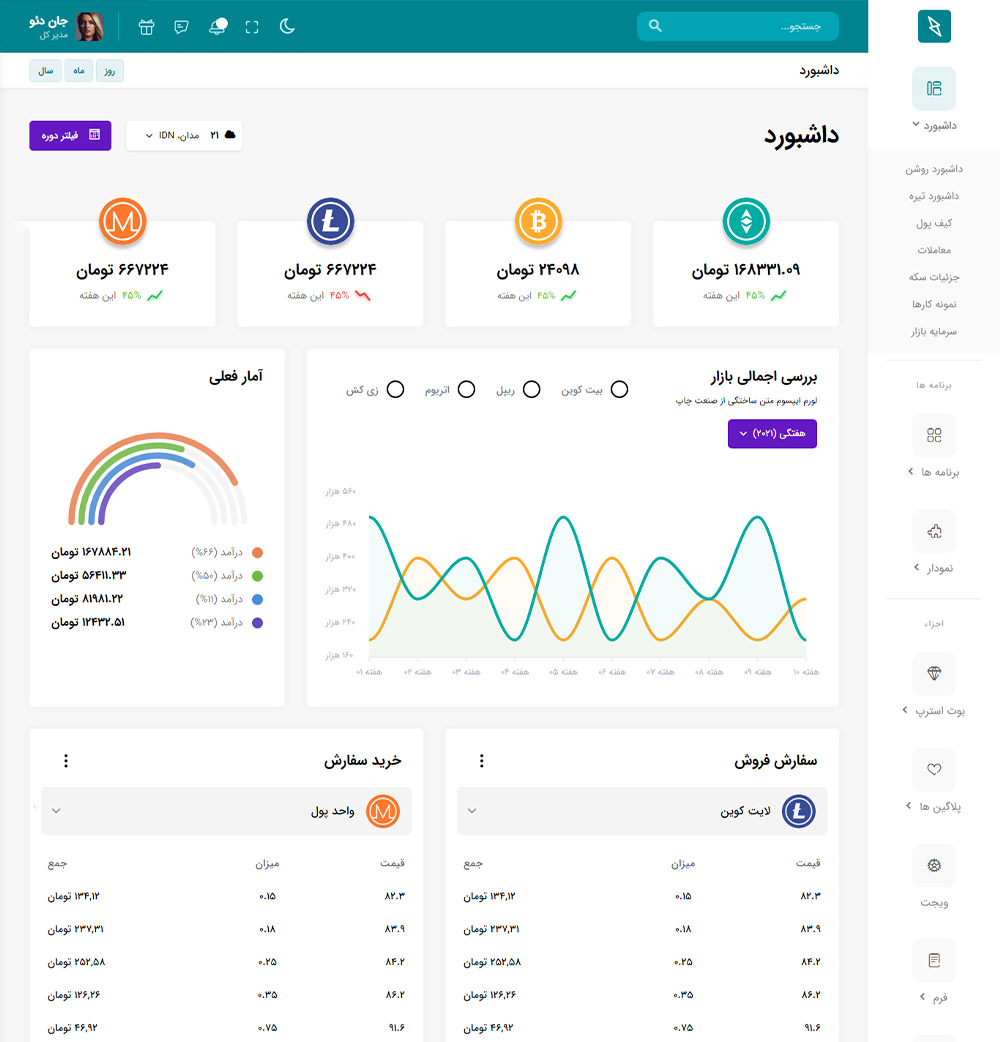 جستجو...
جان دئو
مدیر کل
داشبورد
روز
ماه
سال
داشبورد
داشبورد روشن
داشبورد تیره
کیف پول
معاملات
جزئیات سکه
نمونه کارها
سرمایه بازار
برنامه ها
برنامه ها
نمودار
اجزاء
بوت استرپ
پلاگین ها
ویجت
فرم
داشبورد
۲۱ مدان، IDN
فیلتر دوره
۱۶۸۳۳۱.۰۹ تومان
۴۵% این هفته
۲۴۰۹۸ تومان
۴۵% این هفته
۶۶۷۲۲۴ تومان
۴۵% این هفته
۶۶۷۲۲۴ تومان
۴۵% این هفته
بررسی اجمالی بازار
لورم ایپسوم متن ساختگی از صنعت چاپ
بیت کوین
ریپل
اتریوم
زی کش
هفتگی (۲۰۲۱)
۵۶۰ هزار
۴۸۰ هزار
۴۰۰ هزار
۳۲۰ هزار
۲۴۰ هزار
۱۶۰ هزار
هفته ۰۱
هفته ۰۲
هفته ۰۳
هفته ۰۴
هفته ۰۵
هفته ۰۶
هفته ۰۷
هفته ۰۸
هفته ۰۹
هفته ۱۰
آمار فعلی
درآمد (۶۶%) ۱۶۷۸۸۴.۲۱ تومان
درآمد (۵۰%) ۵۶۴۱۱.۳۳ تومان
درآمد (۱۱%) ۸۱۹۸۱.۲۲ تومان
درآمد (۲۳%) ۱۲۴۳۲.۵۱ تومان
سفارش فروش
لایت کوین
قیمت میزان جمع
۸۲.۳ ۰.۱۵ ۱۳۴,۱۲ تومان
۸۳.۹ ۰.۱۸ ۲۳۷,۳۱ تومان
۸۴.۲ ۰.۲۵ ۲۵۲,۵۸ تومان
۸۶.۲ ۰.۳۵ ۱۲۶,۲۶ تومان
۹۱.۶ ۰.۷۵ ۴۶,۹۲ تومان
خرید سفارش
واحد پول
قیمت میزان جمع
۸۲.۳ ۰.۱۵ ۱۳۴,۱۲ تومان
۸۳.۹ ۰.۱۸ ۲۳۷,۳۱ تومان
۸۴.۲ ۰.۲۵ ۲۵۲,۵۸ تومان
۸۶.۲ ۰.۳۵ ۱۲۶,۲۶ تومان
۹۱.۶ ۰.۷۵ ۴۶,۹۲ تومان